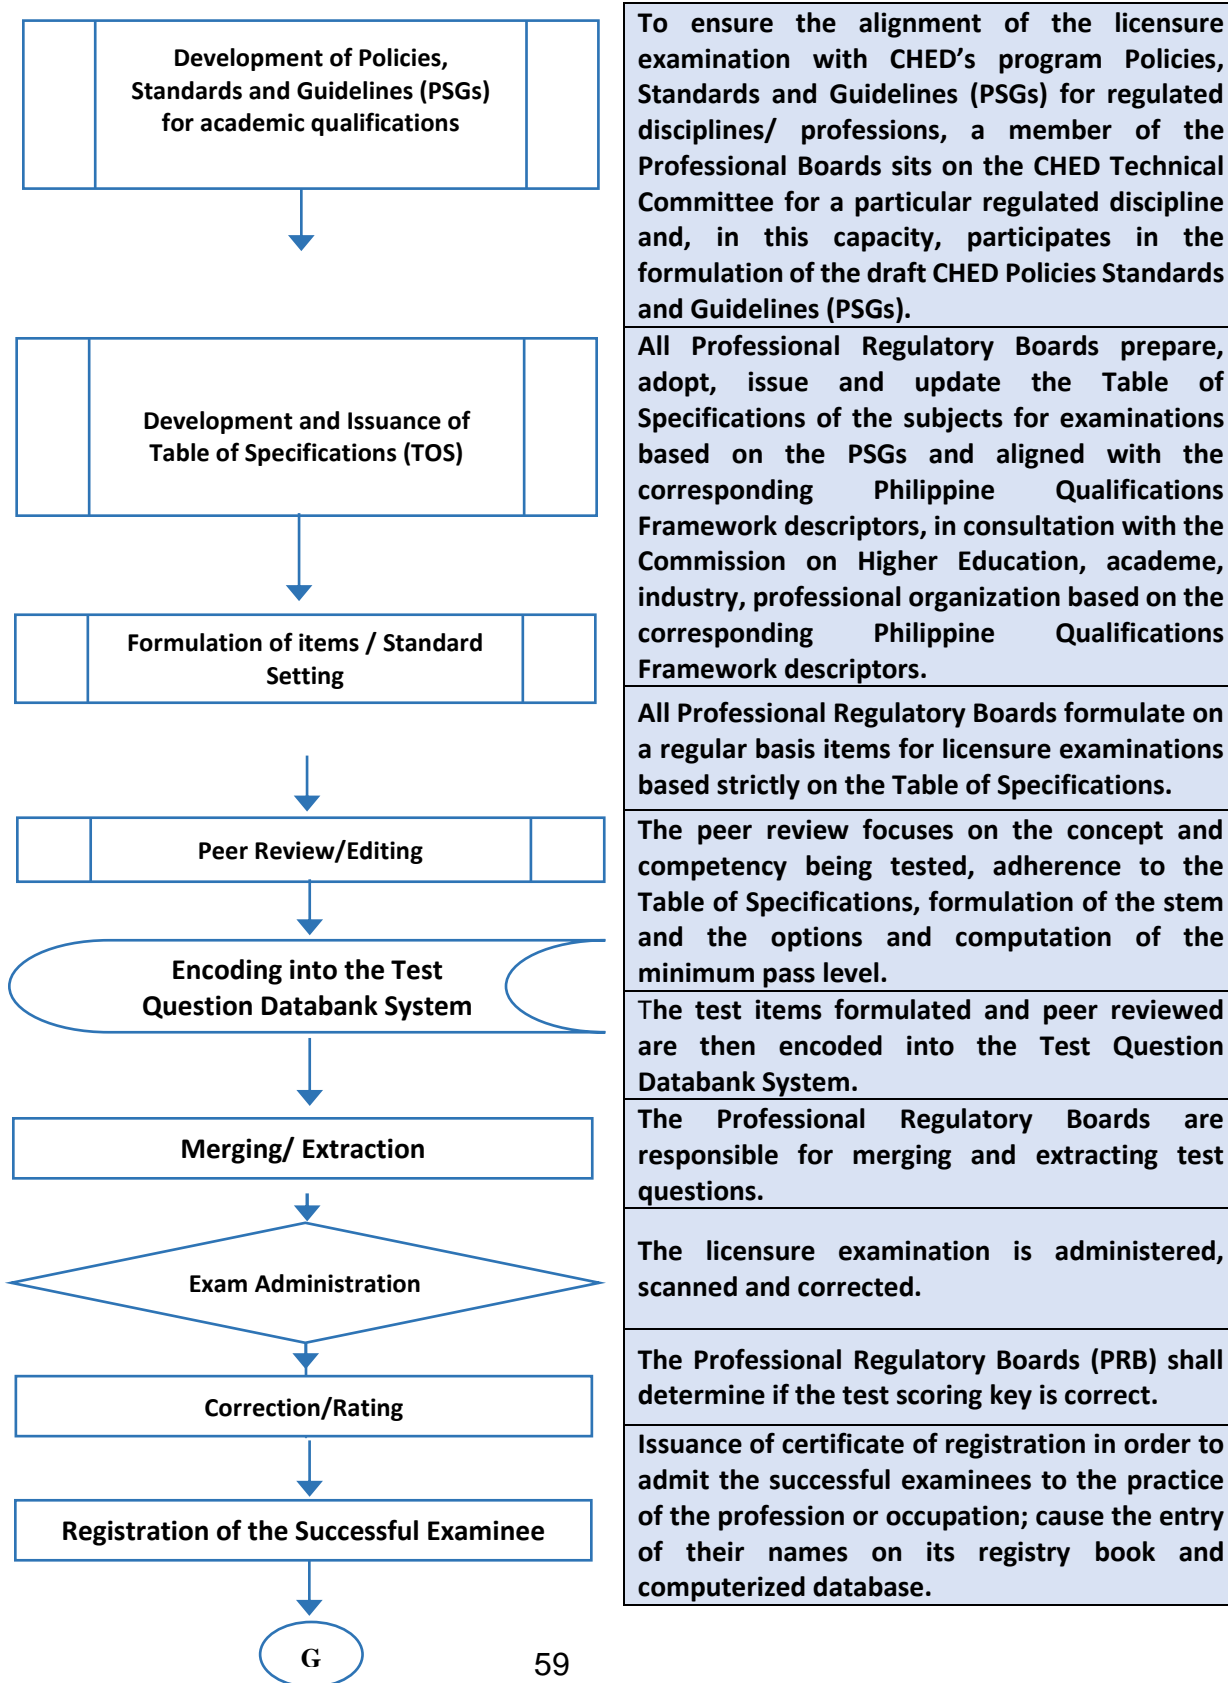 Development of Policies,
Standards and Guidelines (PSGs)
for academic qualifications
To ensure the alignment of the licensure
examination with CHED’s program Policies,
Standards and Guidelines (PSGs) for regulated
disciplines/ professions, a member of the
Professional Boards sits on the CHED Technical
Committee for a particular regulated discipline
and, in this capacity, participates in the
formulation of the draft CHED Policies Standards
and Guidelines (PSGs).
Development and Issuance of
Table of Specifications (TOS)
All Professional Regulatory Boards prepare,
adopt, issue and update the Table of
Specifications of the subjects for examinations
based on the PSGs and aligned with the
corresponding Philippine Qualifications
Framework descriptors, in consultation with the
Commission on Higher Education, academe,
industry, professional organization based on the
corresponding Philippine Qualifications
Framework descriptors.
Formulation of items / Standard
Setting
All Professional Regulatory Boards formulate on
a regular basis items for licensure examinations
based strictly on the Table of Specifications.
Peer Review/Editing
The peer review focuses on the concept and
competency being tested, adherence to the
Table of Specifications, formulation of the stem
and the options and computation of the
minimum pass level.
Encoding into the Test
Question Databank System
The test items formulated and peer reviewed
are then encoded into the Test Question
Databank System.
Merging/ Extraction
The Professional Regulatory Boards are
responsible for merging and extracting test
questions.
Exam Administration
The licensure examination is administered,
scanned and corrected.
Correction/Rating
The Professional Regulatory Boards (PRB) shall
determine if the test scoring key is correct.
Registration of the Successful Examinee
Issuance of certificate of registration in order to
admit the successful examinees to the practice
of the profession or occupation; cause the entry
of their names on its registry book and
computerized database.
G
59